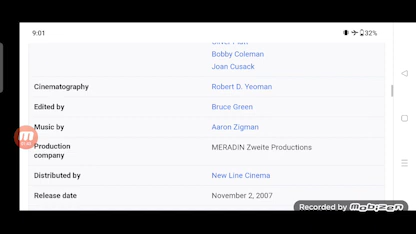 9:01
32%
Bobby Coleman
Joan Cusack
Cinematography Robert D. Yeoman
Edited by Bruce Green
Music by Aaron Zigman
Production company MERADIN Zweite Productions
Distributed by New Line Cinema
Release date November 2, 2007
Recorded by Mobizen